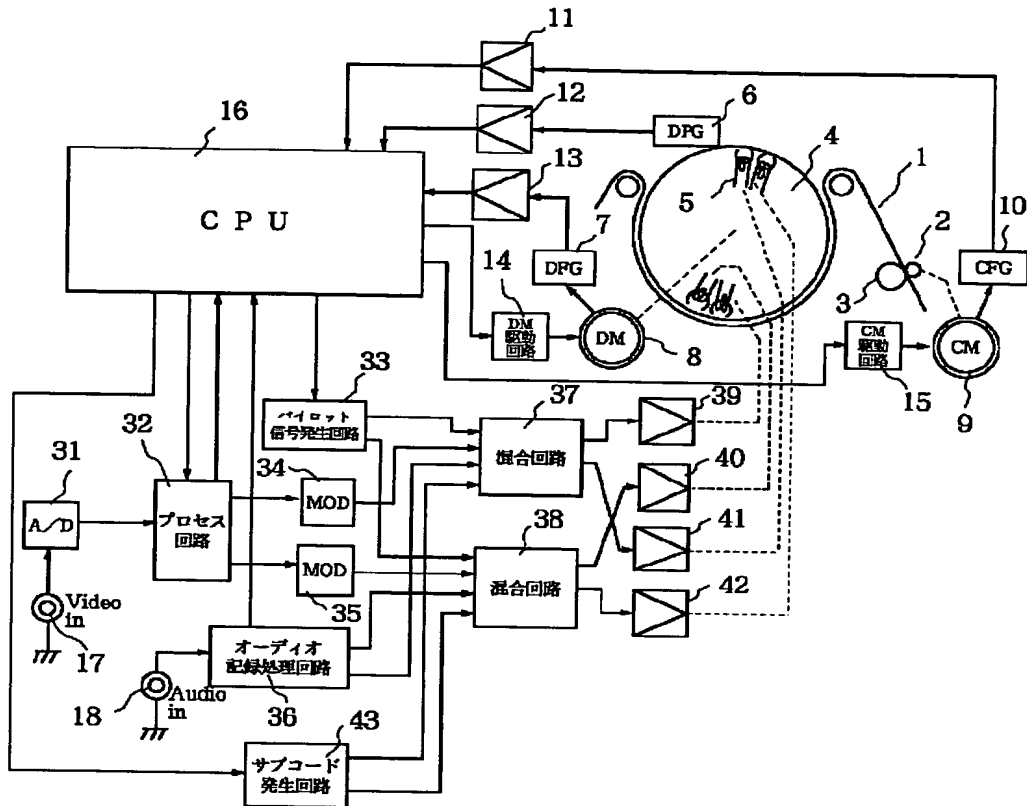 11
16
12
6
DPG
4
13
1
CPU
5
7
10
2
14
DFG
CFG
3
DM
駆動
回路
DM
8
CM
駆動
回路
CM
33
15
9
パイロット
信号発生回路
37
39
32
34
混合回路
40
31
MOD
A/D
プロセス
回路
38
41
MOD
混合回路
42
Video
in
35
17
オーディオ
記録処理回路
Audio
in
18
36
43
サブコード
発生回路